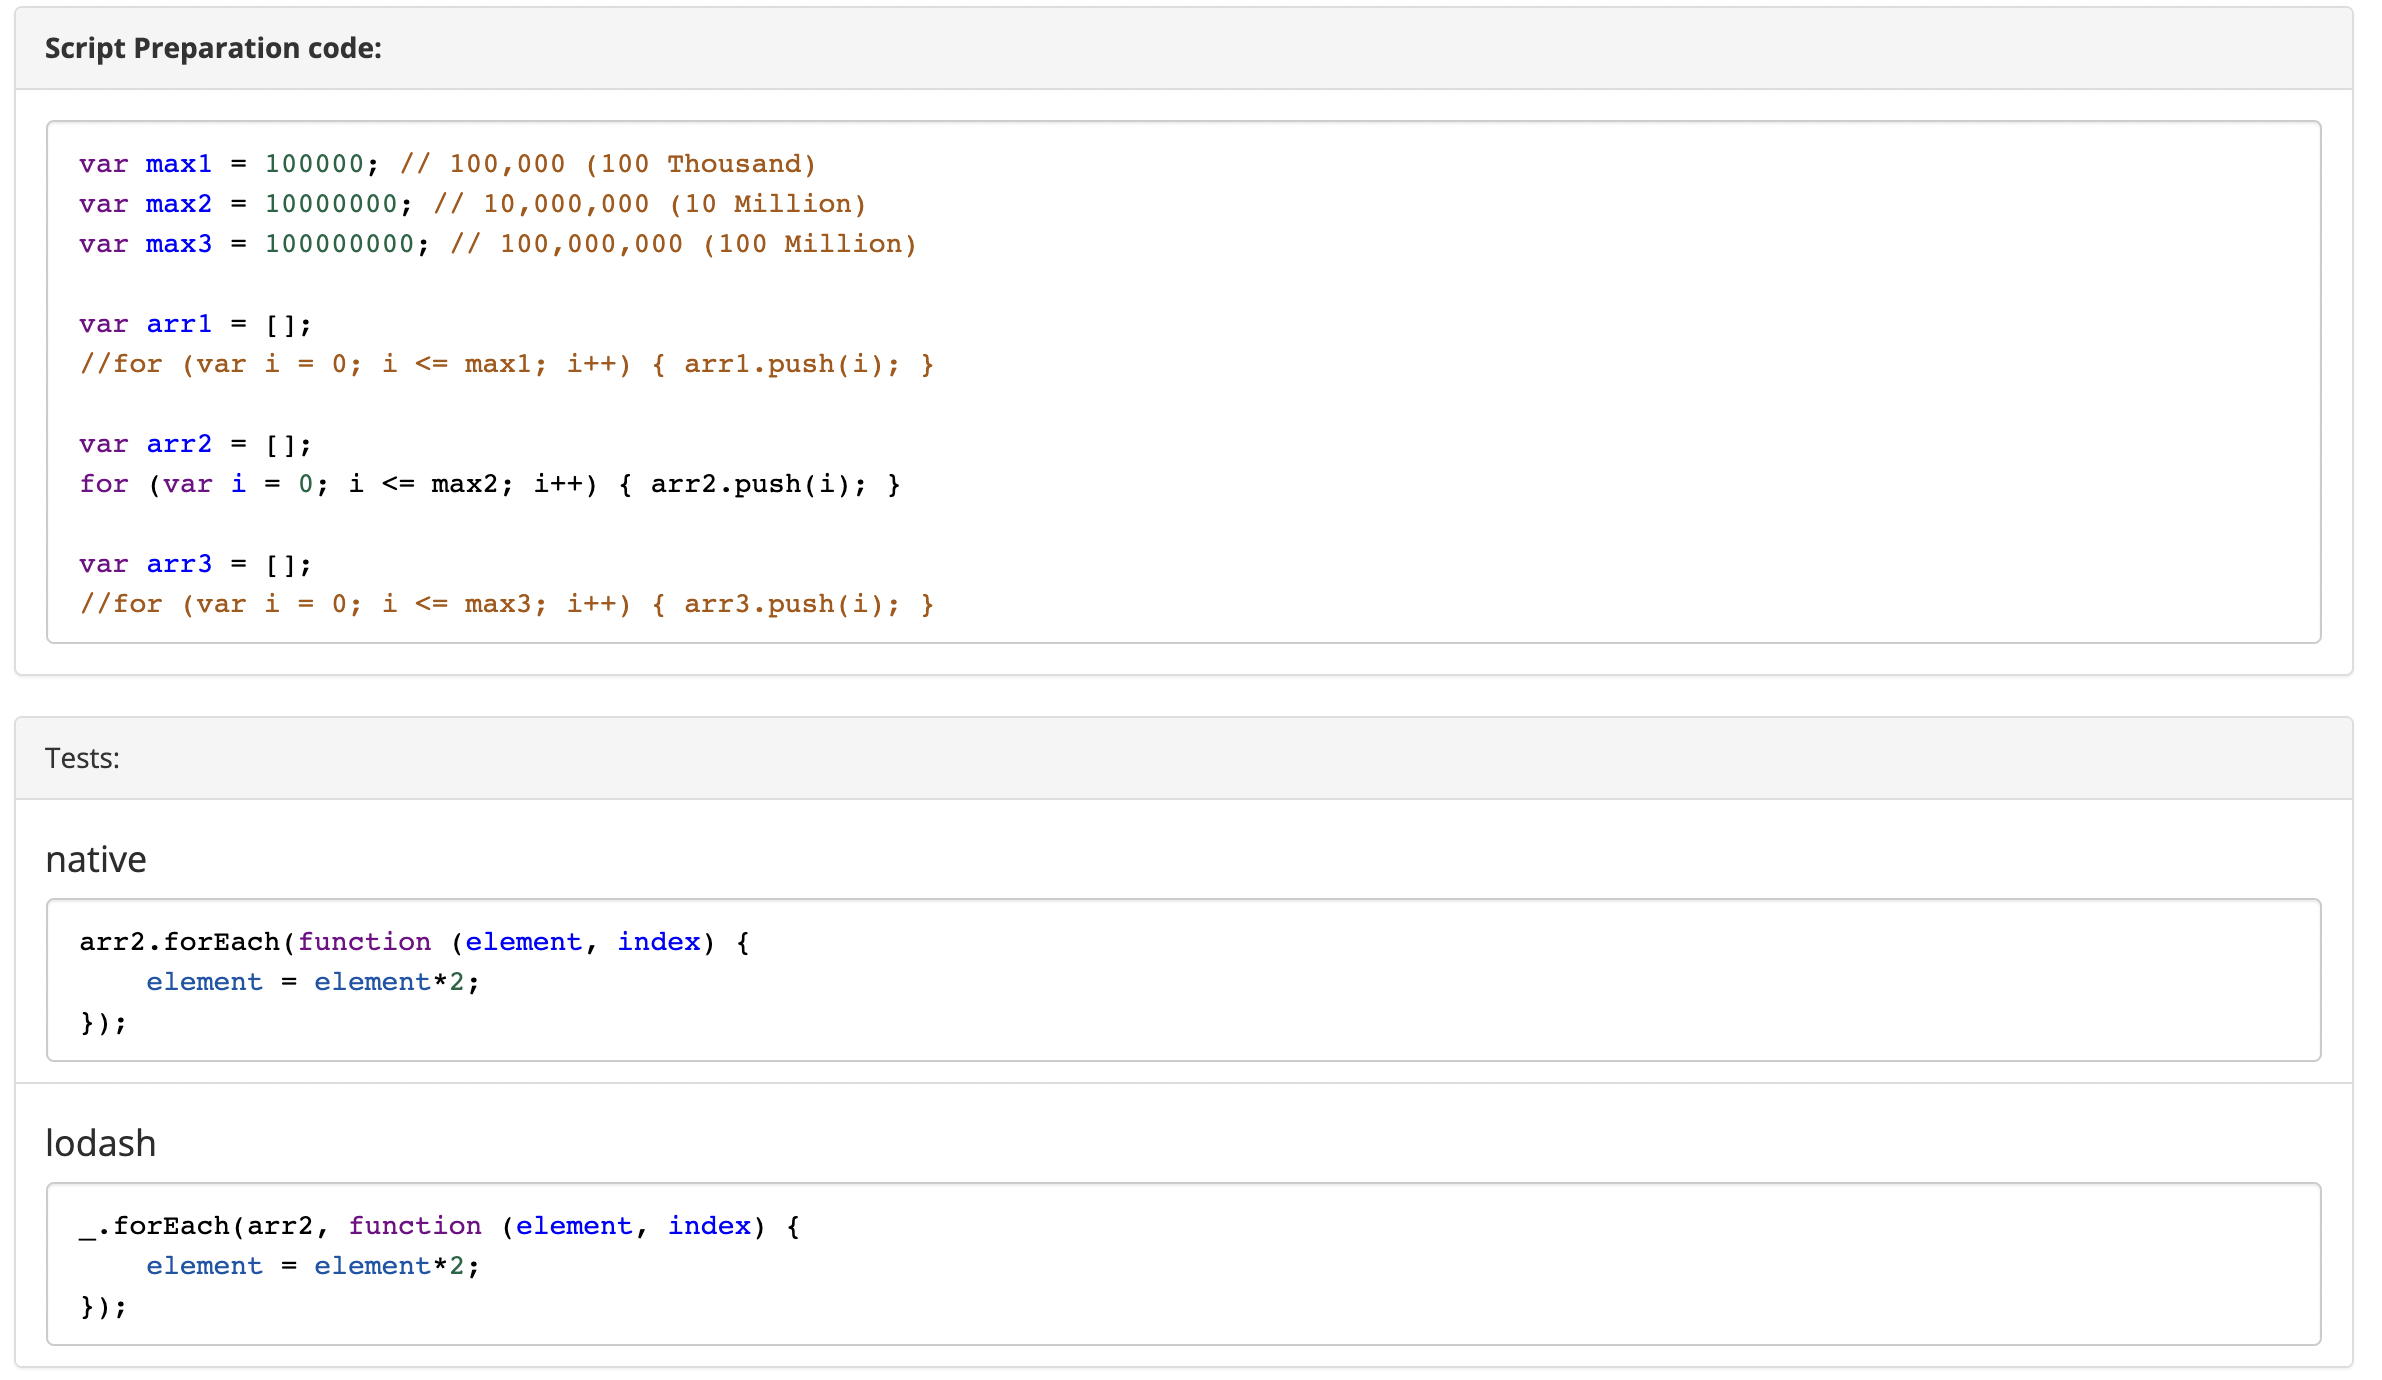 Script Preparation code:
var max1 = 100000; // 100,000 (100 Thousand)
var max2 = 10000000; // 10,000,000 (10 Million)
var max3 = 100000000; // 100,000,000 (100 Million)
var arr1 = [];
//for (var i = 0; i <= max1; i++) { arr1.push(i); }
var arr2 = [];
for (var i = 0; i <= max2; i++) { arr2.push(i); }
var arr3 = [];
//for (var i = 0; i <= max3; i++) { arr3.push(i); }
Tests:
native
arr2.forEach(function (element, index) {
    element = element*2;
});
lodash
_.forEach(arr2, function (element, index) {
    element = element*2;
});